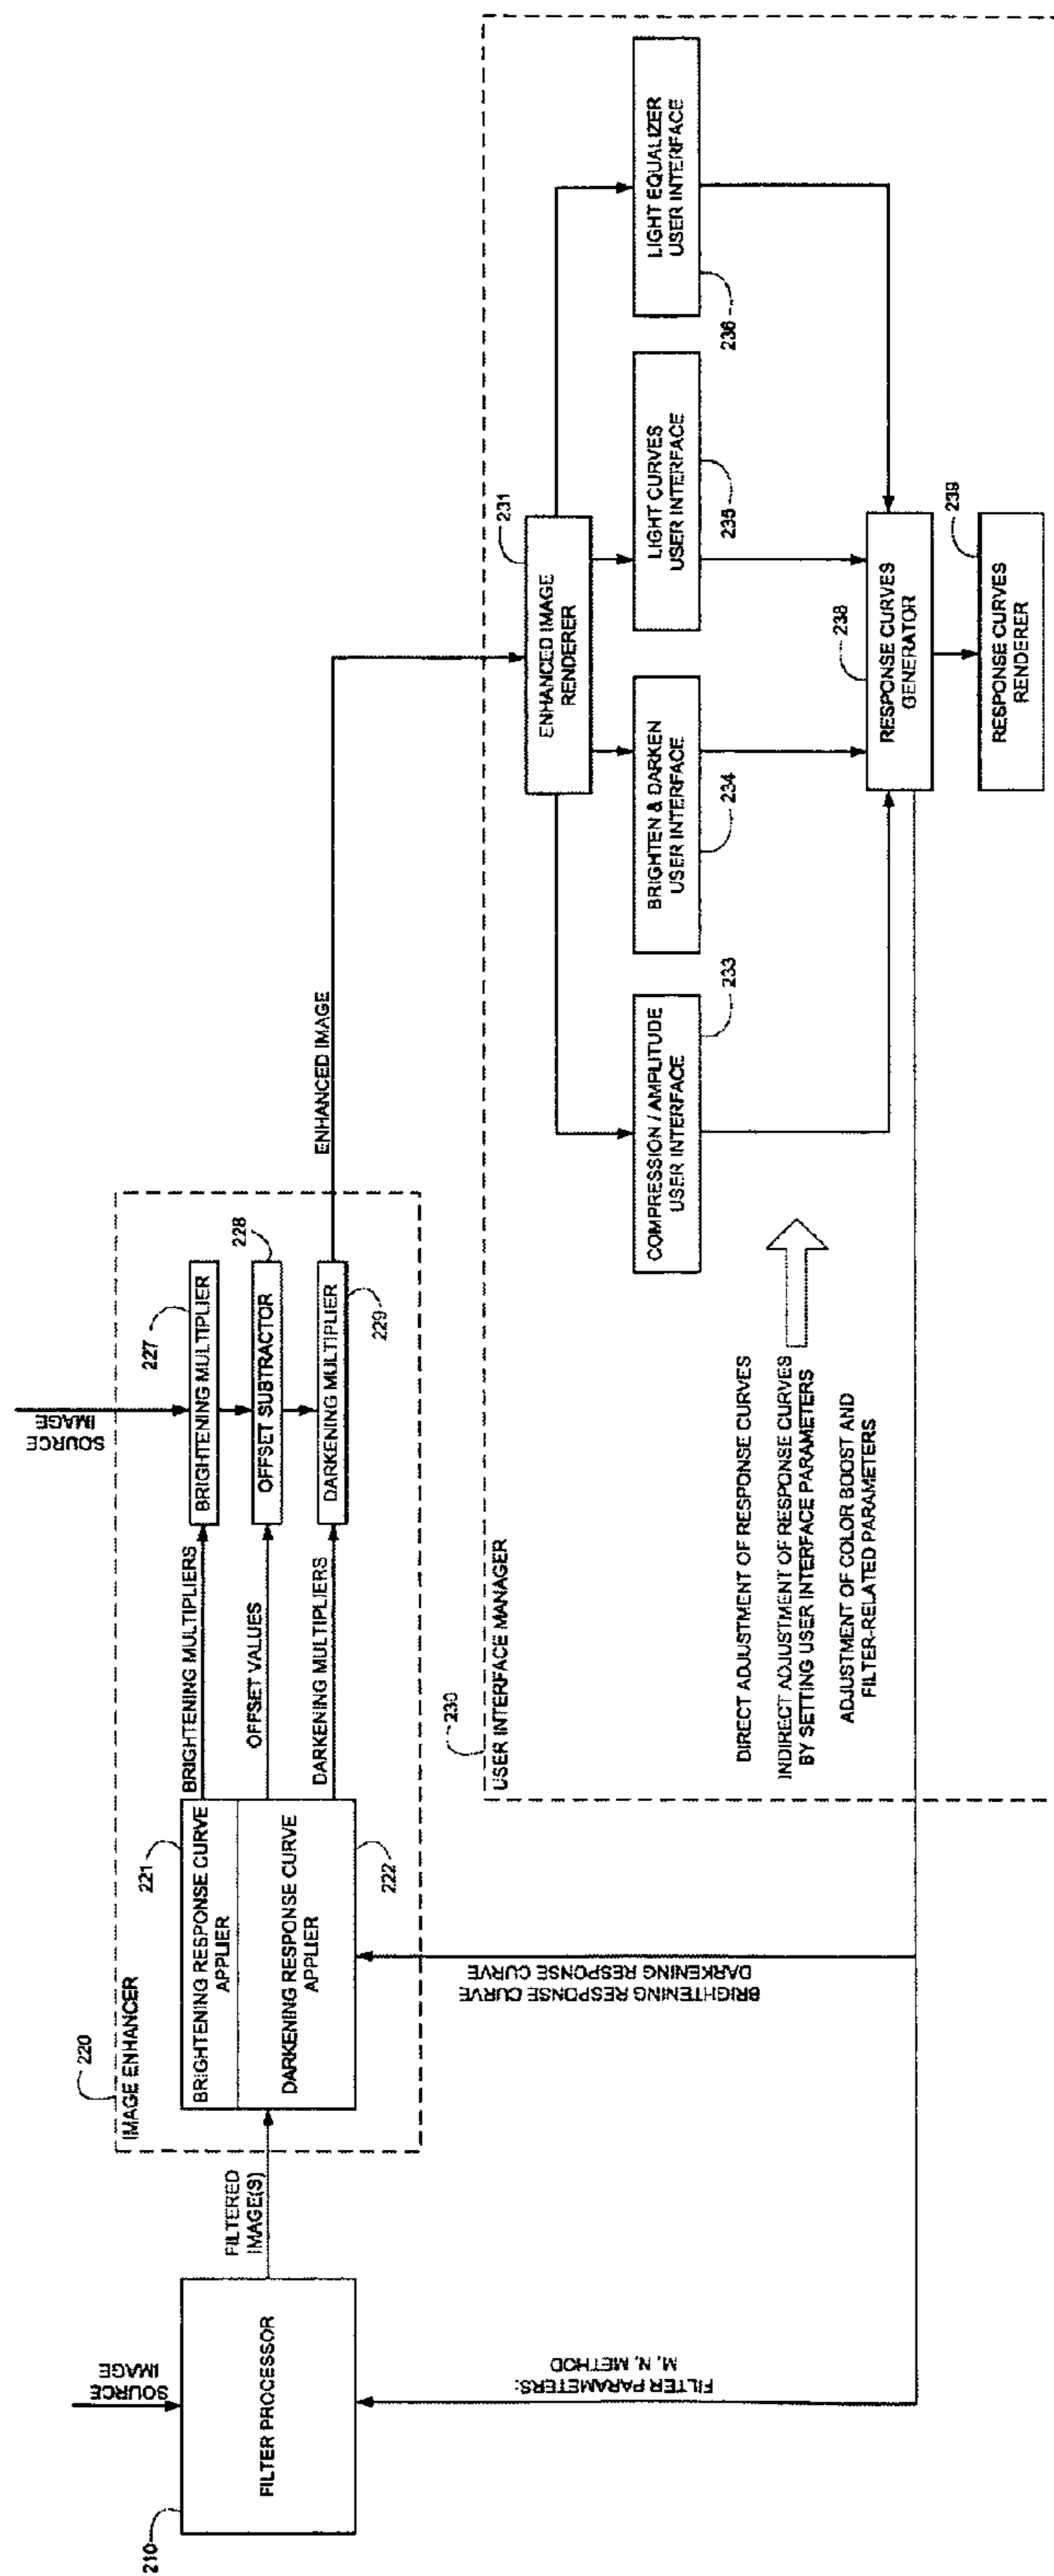 SOURCE
IMAGE
210
FILTER PROCESSOR
FILTERED
IMAGE(S)
FILTER PARAMETERS:
M, N, METHOD
220
IMAGE ENHANCER
221
BRIGHTENING RESPONSE CURVE
APPLIER
DARKENING RESPONSE CURVE
APPLIER
222
BRIGHTENING RESPONSE CURVE
DARKENING RESPONSE CURVE
BRIGHTENING MULTIPLIERS
OFFSET VALUES
DARKENING MULTIPLIERS
SOURCE
IMAGE
227
BRIGHTENING MULTIPLIER
228
OFFSET SUBTRACTOR
DARKENING MULTIPLIER
229
ENHANCED IMAGE
230
USER INTERFACE MANAGER
231
ENHANCED IMAGE
RENDERER
COMPRESSION / AMPLITUDE
USER INTERFACE
233
BRIGHTEN & DARKEN
USER INTERFACE
234
LIGHT CURVES
USER INTERFACE
235
LIGHT EQUALIZER
USER INTERFACE
236
DIRECT ADJUSTMENT OF RESPONSE CURVES
INDIRECT ADJUSTMENT OF RESPONSE CURVES
BY SETTING USER INTERFACE PARAMETERS
ADJUSTMENT OF COLOR BOOST AND
FILTER-RELATED PARAMETERS
238
RESPONSE CURVES
GENERATOR
239
RESPONSE CURVES
RENDERER